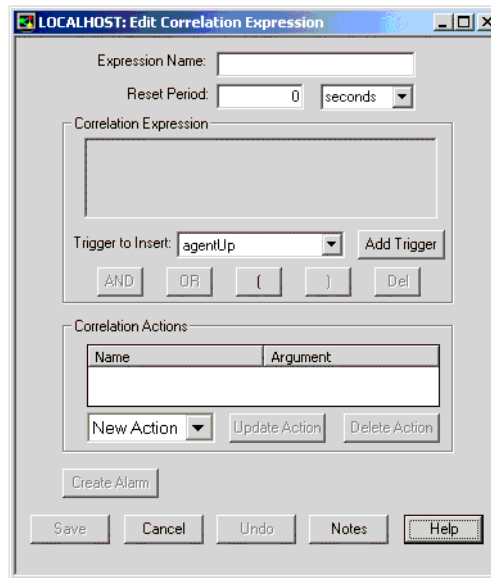 LOCALHOST: Edit Correlation Expression
Expression Name:
Reset Period: 0 seconds
Correlation Expression
Trigger to Insert: agentUp Add Trigger
AND OR ( ) Del
Correlation Actions
Name Argument
New Action Update Action Delete Action
Create Alarm
Save Cancel Undo Notes Help